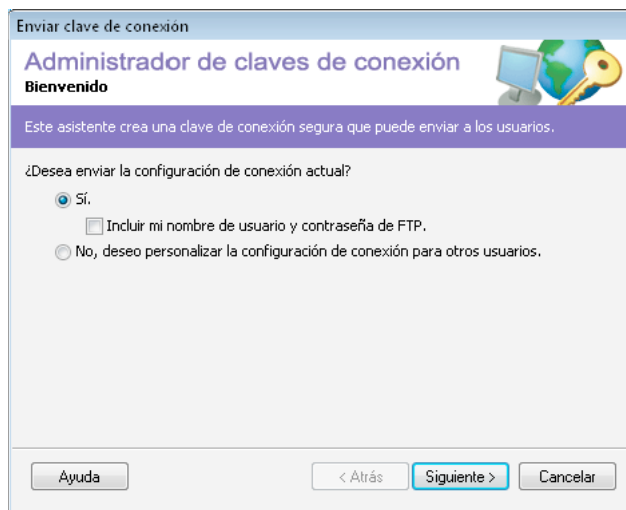 Enviar clave de conexión
Administrador de claves de conexión
Bienvenido
Este asistente crea una clave de conexión segura que puede enviar a los usuarios.
¿Desea enviar la configuración de conexión actual?
Sí.
Incluir mi nombre de usuario y contraseña de FTP.
No, deseo personalizar la configuración de conexión para otros usuarios.
Ayuda < Atrás Siguiente > Cancelar